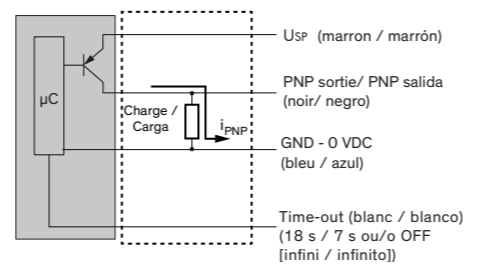 USP (marron / marrón)
PNP sortie/ PNP salida
(noir/ negro)
µC
Charge /
Carga
iPNP
GND - 0 VDC
(bleu / azul)
Time-out (blanc / blanco)
(18 s / 7 s ou/o OFF
[infini / infinito])